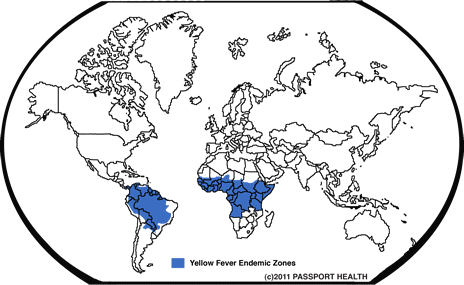 Yellow Fever Endemic Zones
(c)2011 PASSPORT HEALTH